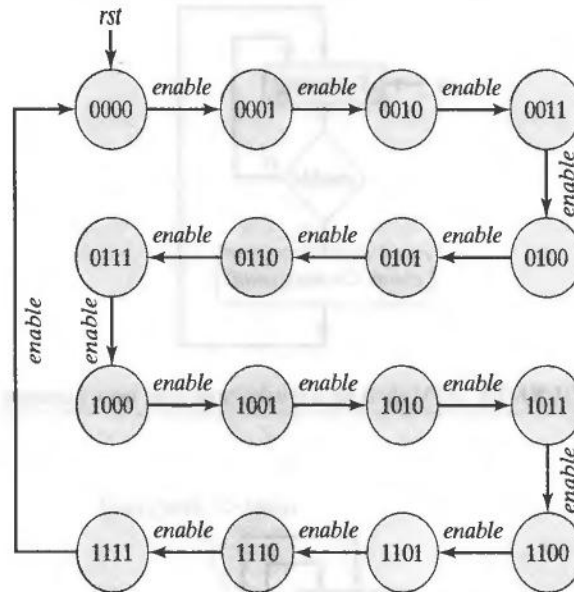 rst
enable enable enable
0000 0001 0010 0011
enable
enable enable enable
0111 0110 0101 0100
enable enable
enable enable enable
1000 1001 1010 1011
enable
enable enable enable
1111 1110 1101 1100